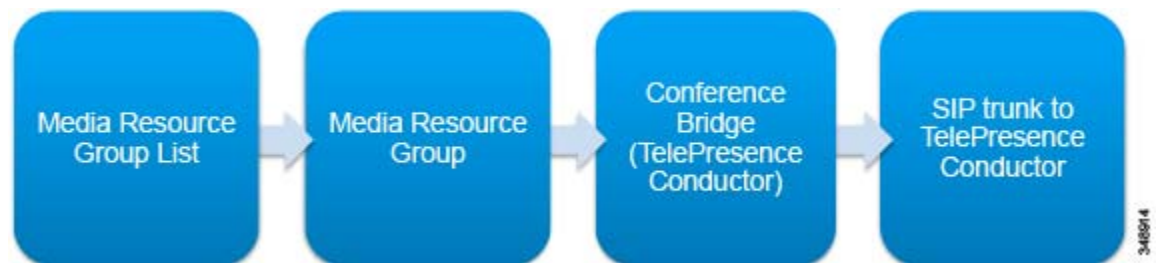 Media Resource
Group List
Media Resource
Group
Conference
Bridge
(TelePresence
Conductor)
SIP trunk to
TelePresence
Conductor
348914